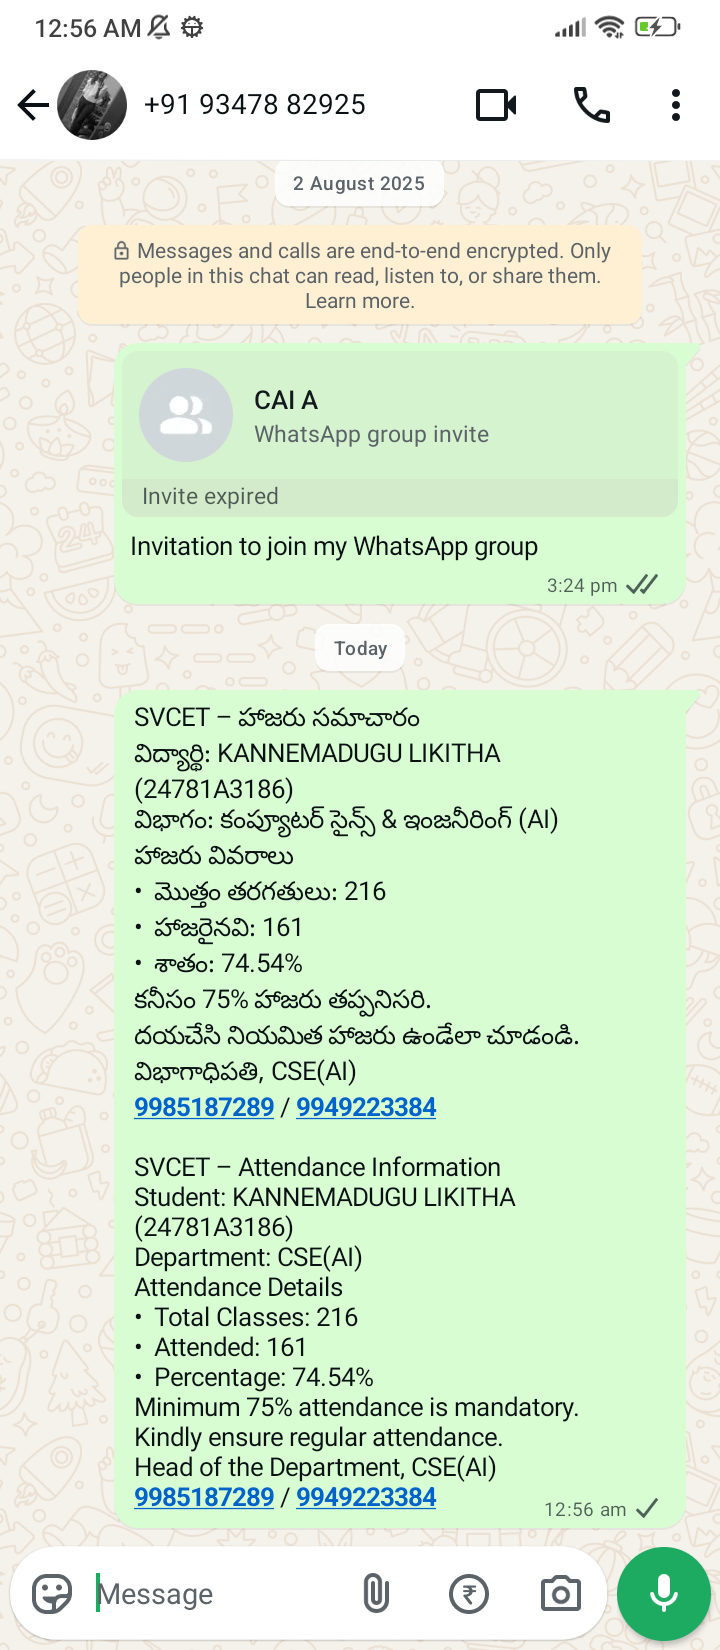 12:56 AM
+91 93478 82925
2 August 2025
Messages and calls are end-to-end encrypted. Only
people in this chat can read, listen to, or share them.
Learn more.
CAI A
WhatsApp group invite
Invite expired
Invitation to join my WhatsApp group
3:24 pm
Today
SVCET – హాజరు సమాచారం
విద్యార్థి: KANNEMADUGU LIKITHA
(24781A3186)
విభాగం: కంప్యూటర్ సైన్స్ & ఇంజనీరింగ్ (AI)
హాజరు వివరాలు
• మొత్తం తరగతులు: 216
• హాజరైనవి: 161
• శాతం: 74.54%
కనీసం 75% హాజరు తప్పనిసరి.
దయచేసి నియమిత హాజరు ఉండేలా చూడండి.
విభాగాధిపతి, CSE(AI)
9985187289 / 9949223384
SVCET – Attendance Information
Student: KANNEMADUGU LIKITHA
(24781A3186)
Department: CSE(AI)
Attendance Details
• Total Classes: 216
• Attended: 161
• Percentage: 74.54%
Minimum 75% attendance is mandatory.
Kindly ensure regular attendance.
Head of the Department, CSE(AI)
9985187289 / 9949223384
12:56 am
Message